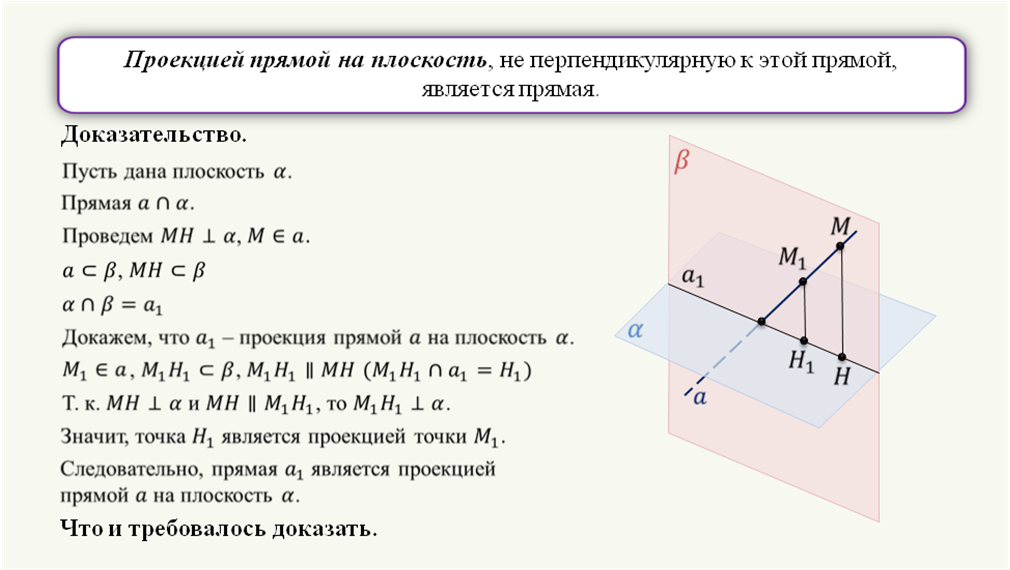 Проекцией прямой на плоскость, не перпендикулярную к этой прямой,
является прямая.
Доказательство.
Пусть дана плоскость α.
Прямая a ∩ α.
Проведем MH ⊥ α, M ∈ a.
a ⊂ β, MH ⊂ β
α ∩ β = a₁
Докажем, что a₁ – проекция прямой a на плоскость α.
M₁ ∈ a, M₁H₁ ⊂ β, M₁H₁ ∥ MH (M₁H₁ ∩ a₁ = H₁)
Т. к. MH ⊥ α и MH ∥ M₁H₁, то M₁H₁ ⊥ α.
Значит, точка H₁ является проекцией точки M₁.
Следовательно, прямая a₁ является проекцией
прямой a на плоскость α.
Что и требовалось доказать.
β
M
M₁
a₁
α
H₁
H
a